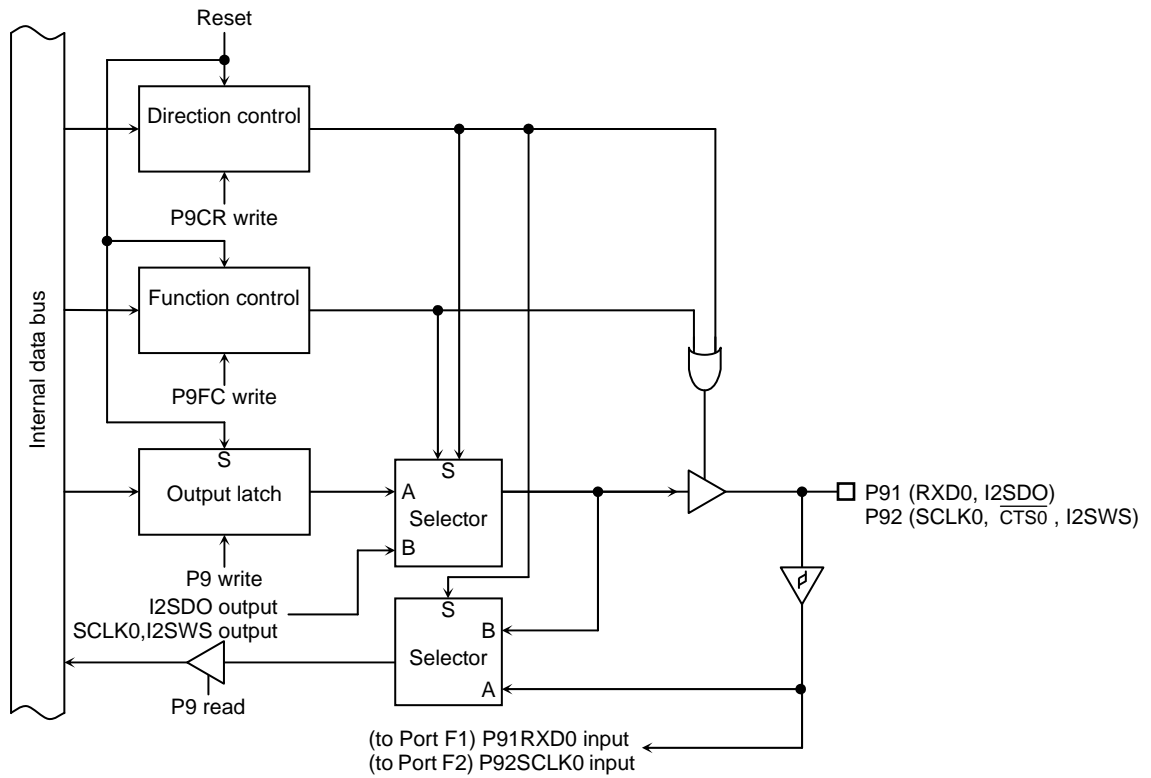 Reset
Direction control
P9CR write
Internal data bus
Function control
P9FC write
S
Output latch
P9 write
S
A
Selector
B
P91 (RXD0, I2SDO)
P92 (SCLK0, CTS0 , I2SWS)
I2SDO output
SCLK0,I2SWS output
S
B
Selector
A
P9 read
(to Port F1) P91RXD0 input
(to Port F2) P92SCLK0 input